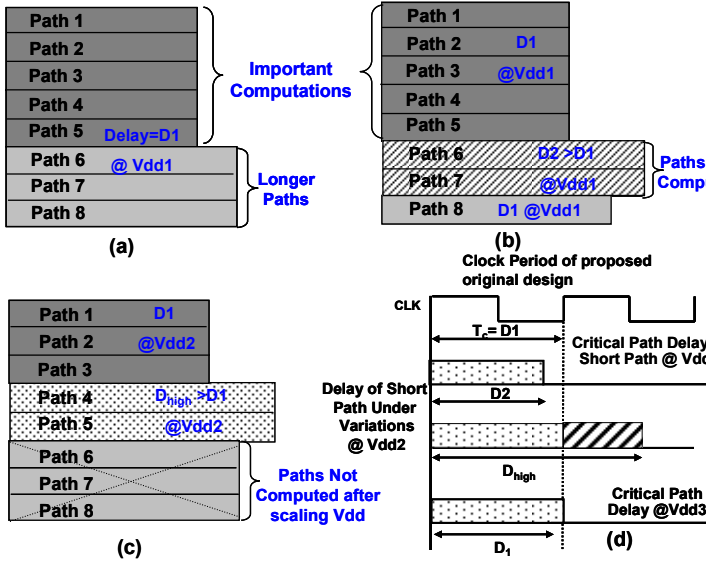 Path 1
Path 2
Path 3
Path 4
Path 5 Delay=D1
Path 6 @ Vdd1
Path 7
Path 8
Important
Computations
Longer
Paths
(a)
Path 1
Path 2 D1
Path 3 @Vdd1
Path 4
Path 5
Path 6 D2 >D1
Path 7 @Vdd1
Path 8 D1 @Vdd1
Paths
Comp
(b)
Path 1 D1
Path 2 @Vdd2
Path 3
Path 4 Dhigh >D1
Path 5 @Vdd2
Path 6
Path 7
Path 8
Paths Not
Computed after
scaling Vdd
(c)
Clock Period of proposed
original design
CLK
Tc= D1
Critical Path Delay
Short Path @ Vdd
D2
Delay of Short
Path Under
Variations
@ Vdd2
Dhigh
Critical Path
Delay @Vdd3
D1
(d)